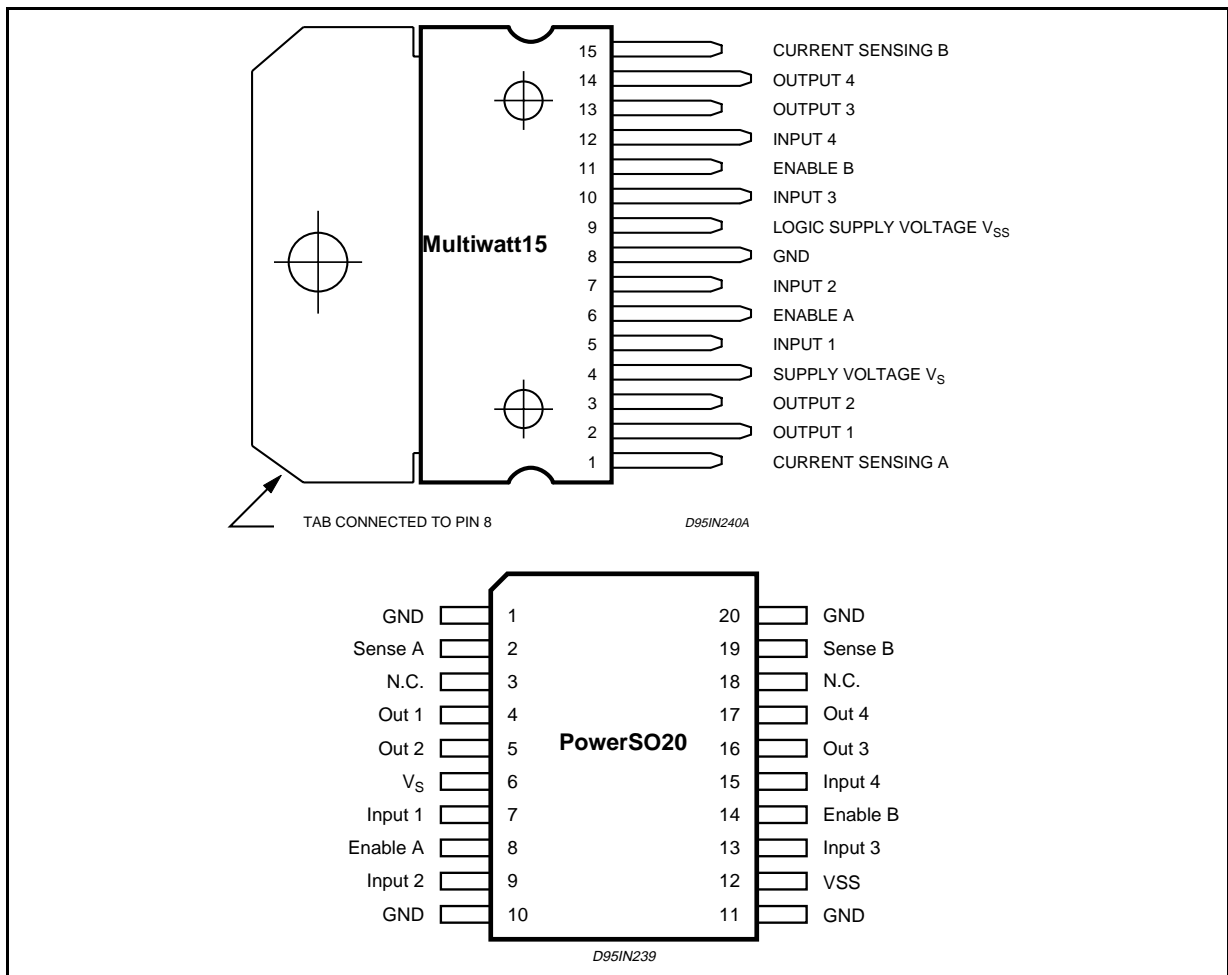 15 CURRENT SENSING B
14 OUTPUT 4
13 OUTPUT 3
12 INPUT 4
11 ENABLE B
10 INPUT 3
9 LOGIC SUPPLY VOLTAGE VSS
Multiwatt15
8 GND
7 INPUT 2
6 ENABLE A
5 INPUT 1
4 SUPPLY VOLTAGE VS
3 OUTPUT 2
2 OUTPUT 1
1 CURRENT SENSING A
TAB CONNECTED TO PIN 8
D95IN240A
GND 1 20 GND
Sense A 2 19 Sense B
N.C. 3 18 N.C.
Out 1 4 17 Out 4
PowerSO20
Out 2 5 16 Out 3
VS 6 15 Input 4
Input 1 7 14 Enable B
Enable A 8 13 Input 3
Input 2 9 12 VSS
GND 10 11 GND
D95IN239